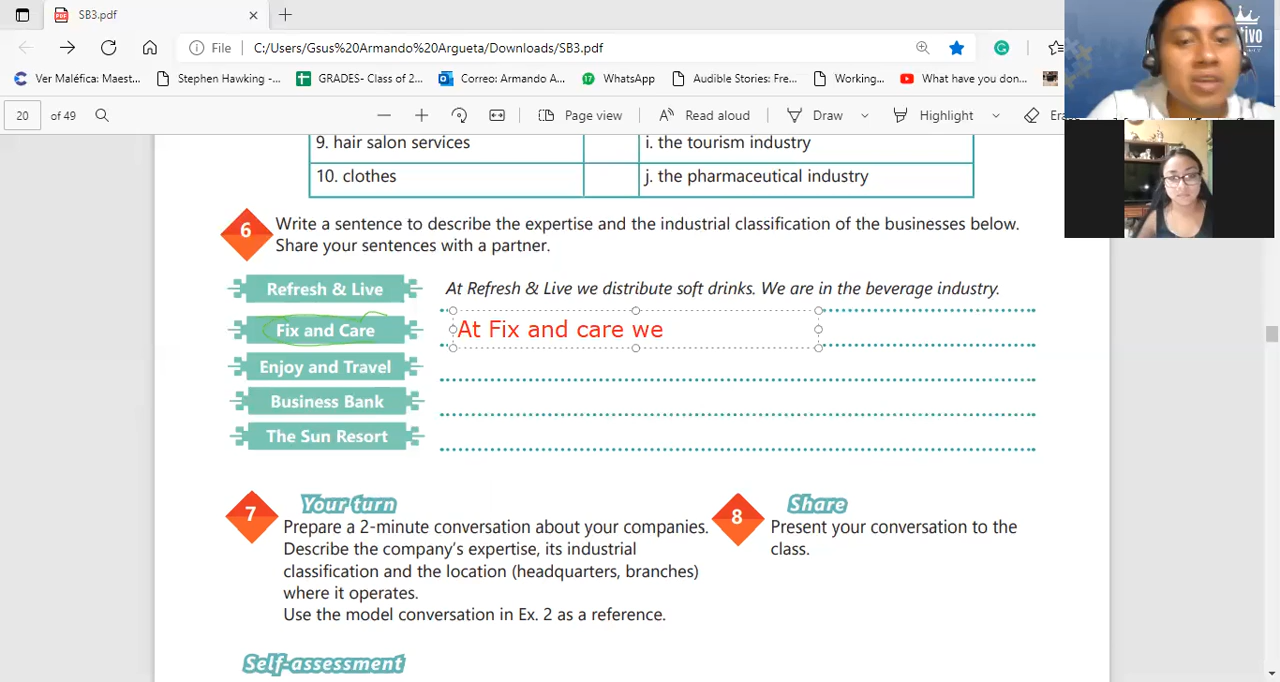 SB3.pdf
File C:/Users/Gsus%20Armando%20Argueta/Downloads/SB3.pdf
Ver Maléfica: Maest... Stephen Hawking -... GRADES- Class of 2... Correo: Armando A... 17 WhatsApp Audible Stories: Fre... Working... What have you don...
20 of 49 Page view Read aloud Draw Highlight Er
9. hair salon services i. the tourism industry
10. clothes j. the pharmaceutical industry
6 Write a sentence to describe the expertise and the industrial classification of the businesses below.
Share your sentences with a partner.
Refresh & Live At Refresh & Live we distribute soft drinks. We are in the beverage industry.
Fix and Care At Fix and care we
Enjoy and Travel
Business Bank
The Sun Resort
7 Your turn
Prepare a 2-minute conversation about your companies.
Describe the company's expertise, its industrial
classification and the location (headquarters, branches)
where it operates.
Use the model conversation in Ex. 2 as a reference.
8 Share
Present your conversation to the
class.
Self-assessment